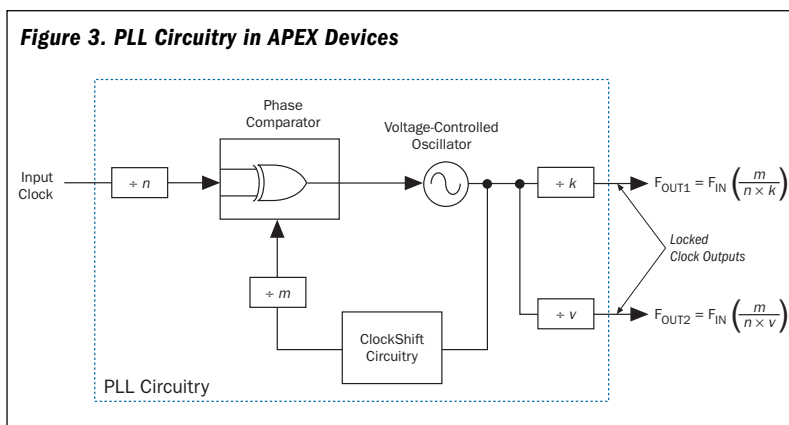 Figure 3. PLL Circuitry in APEX Devices
Phase
Comparator
Voltage-Controlled
Oscillator
Input
Clock
÷ n
÷ k
F_OUT1 = F_IN (m / n × k)
Locked
Clock Outputs
÷ m
÷ v
F_OUT2 = F_IN (m / n × v)
ClockShift
Circuitry
PLL Circuitry